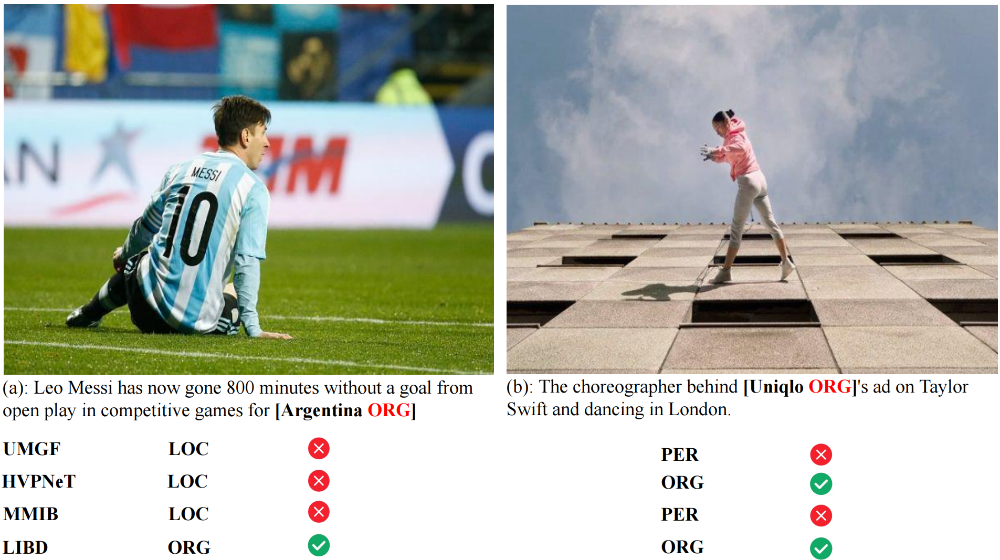 AN
TAM
C
MESSI
10
(a): Leo Messi has now gone 800 minutes without a goal from
open play in competitive games for [Argentina ORG]
(b): The choreographer behind [Uniqlo ORG]'s ad on Taylor
Swift and dancing in London.
UMGF LOC PER
HVPNeT LOC ORG
MMIB LOC PER
LIBD ORG ORG